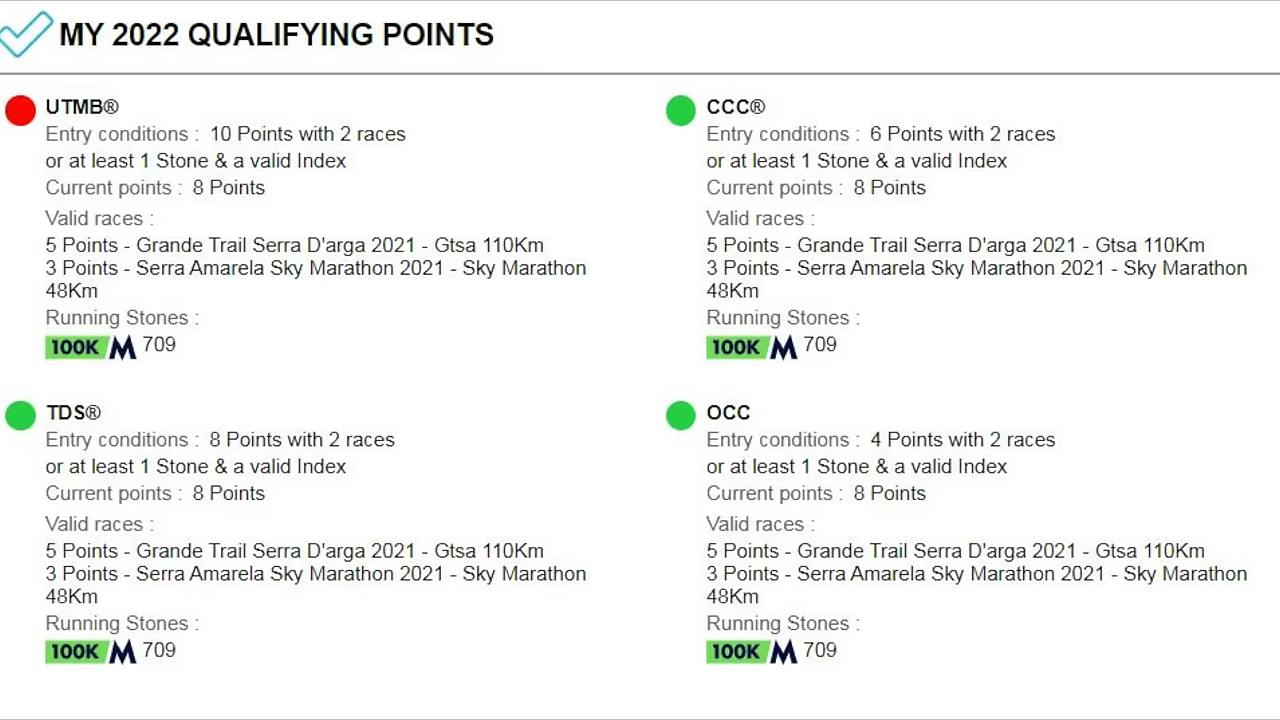 MY 2022 QUALIFYING POINTS
UTMB®
Entry conditions : 10 Points with 2 races
or at least 1 Stone & a valid Index
Current points : 8 Points
Valid races :
5 Points - Grande Trail Serra D'arga 2021 - Gtsa 110Km
3 Points - Serra Amarela Sky Marathon 2021 - Sky Marathon
48Km
Running Stones :
100K M 709
CCC®
Entry conditions : 6 Points with 2 races
or at least 1 Stone & a valid Index
Current points : 8 Points
Valid races :
5 Points - Grande Trail Serra D'arga 2021 - Gtsa 110Km
3 Points - Serra Amarela Sky Marathon 2021 - Sky Marathon
48Km
Running Stones :
100K M 709
TDS®
Entry conditions : 8 Points with 2 races
or at least 1 Stone & a valid Index
Current points : 8 Points
Valid races :
5 Points - Grande Trail Serra D'arga 2021 - Gtsa 110Km
3 Points - Serra Amarela Sky Marathon 2021 - Sky Marathon
48Km
Running Stones :
100K M 709
OCC
Entry conditions : 4 Points with 2 races
or at least 1 Stone & a valid Index
Current points : 8 Points
Valid races :
5 Points - Grande Trail Serra D'arga 2021 - Gtsa 110Km
3 Points - Serra Amarela Sky Marathon 2021 - Sky Marathon
48Km
Running Stones :
100K M 709